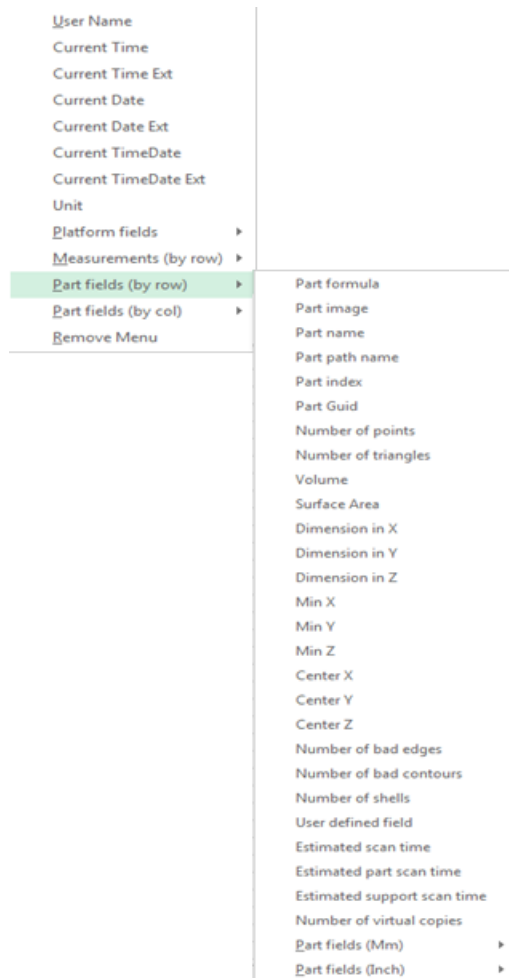 User Name
Current Time
Current Time Ext
Current Date
Current Date Ext
Current TimeDate
Current TimeDate Ext
Unit
Platform fields
Measurements (by row)
Part fields (by row)
Part fields (by col)
Remove Menu
Part formula
Part image
Part name
Part path name
Part index
Part Guid
Number of points
Number of triangles
Volume
Surface Area
Dimension in X
Dimension in Y
Dimension in Z
Min X
Min Y
Min Z
Center X
Center Y
Center Z
Number of bad edges
Number of bad contours
Number of shells
User defined field
Estimated scan time
Estimated part scan time
Estimated support scan time
Number of virtual copies
Part fields (Mm)
Part fields (Inch)